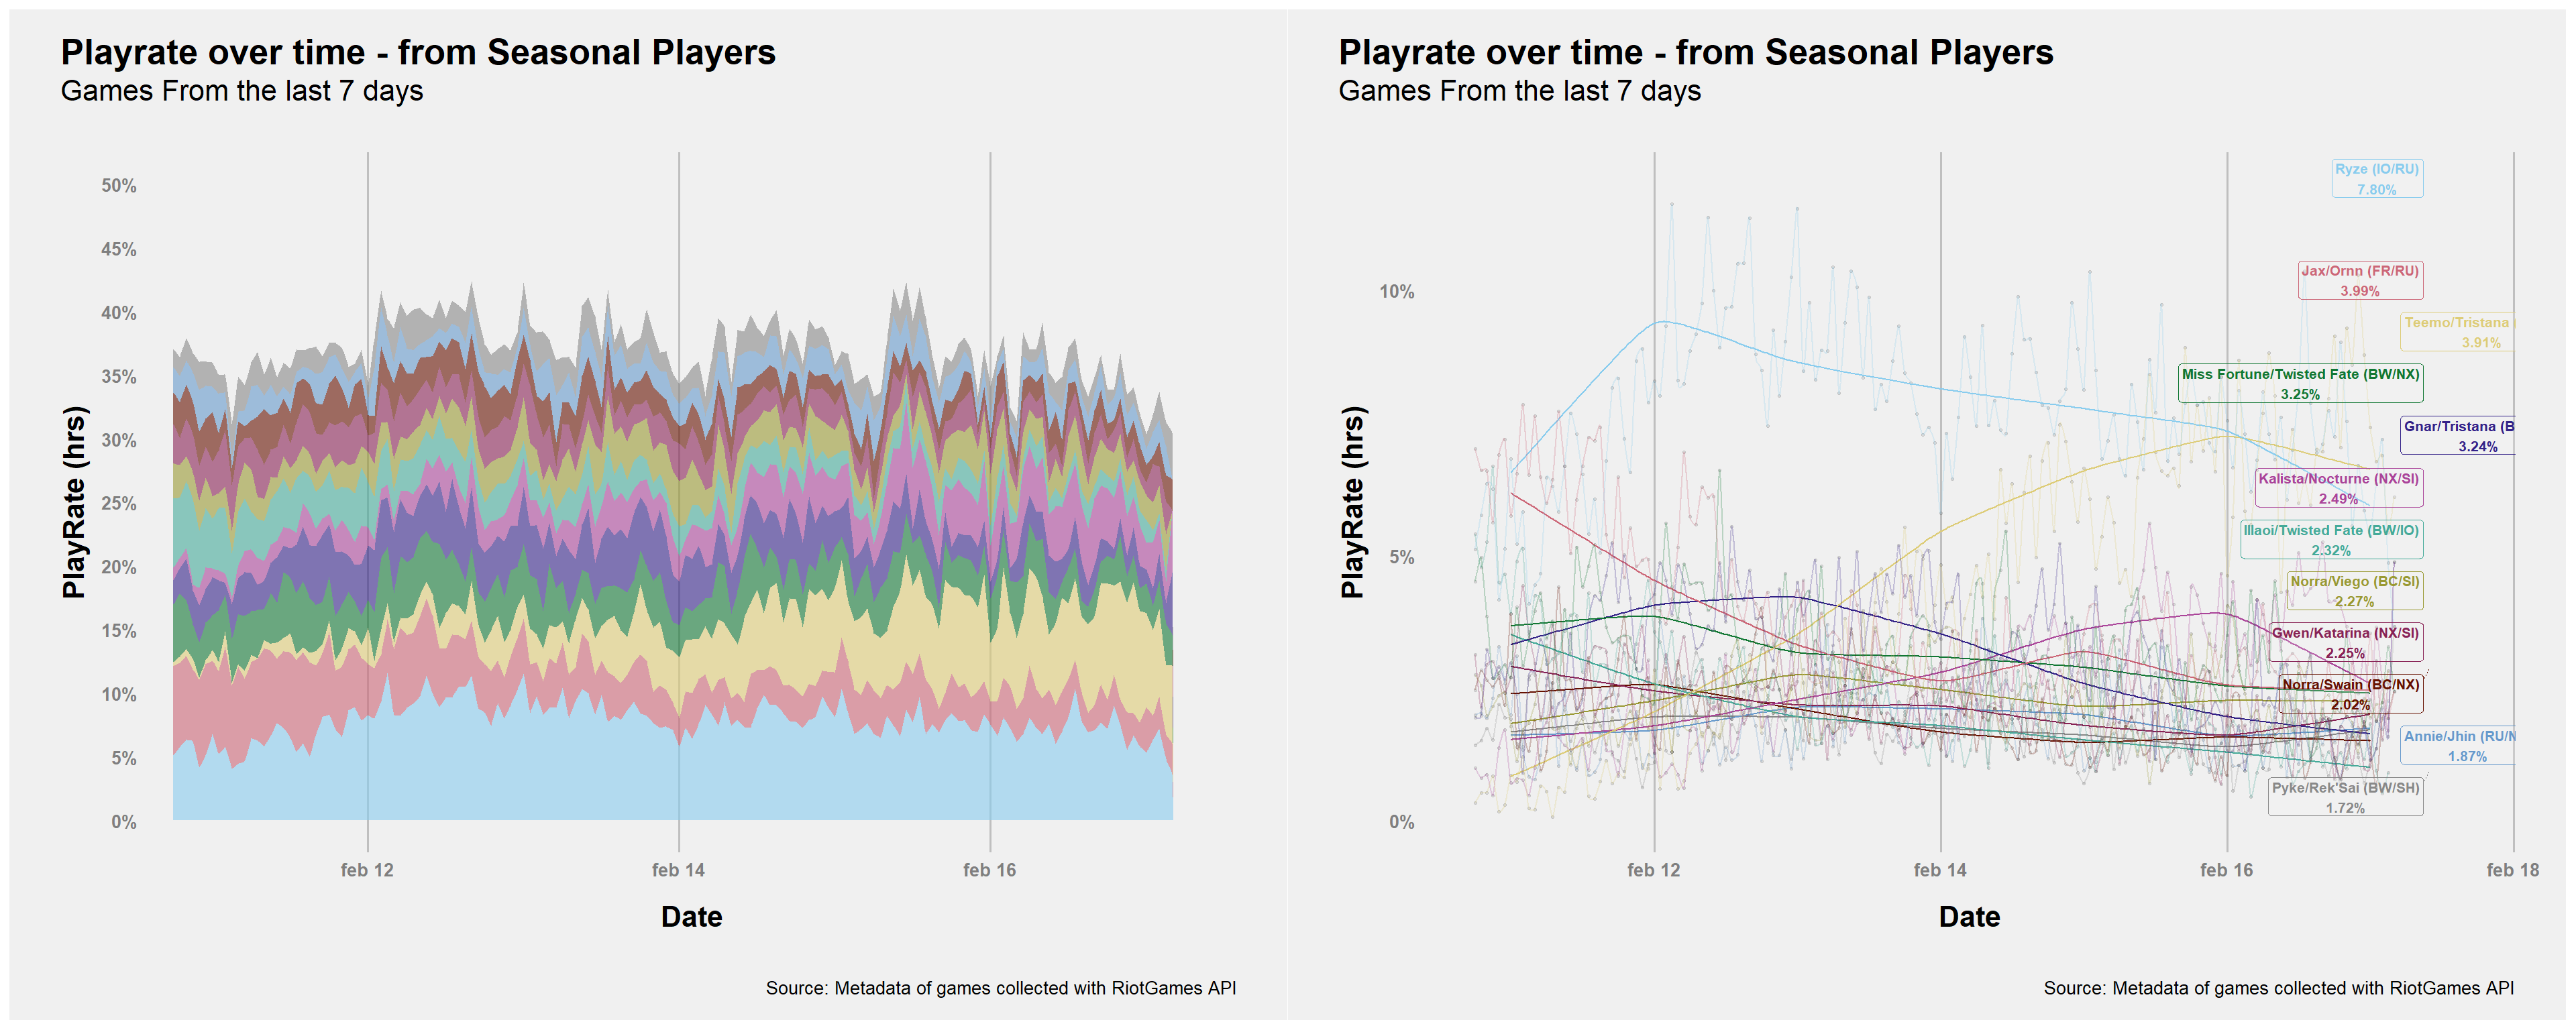 Playrate over time - from Seasonal Players
Games From the last 7 days
50%
45%
40%
35%
30%
25%
20%
15%
10%
5%
0%
PlayRate (hrs)
feb 12
feb 14
feb 16
Date
Source: Metadata of games collected with RiotGames API
Playrate over time - from Seasonal Players
Games From the last 7 days
10%
5%
0%
PlayRate (hrs)
Ryze (IO/RU)
7.80%
Jax/Ornn (FR/RU)
3.99%
Teemo/Tristana
3.91%
Miss Fortune/Twisted Fate (BW/NX)
3.25%
Gnar/Tristana (B
3.24%
Kalista/Nocturne (NX/SI)
2.49%
Illaoi/Twisted Fate (BW/IO)
2.32%
Norra/Viego (BC/SI)
2.27%
Gwen/Katarina (NX/SI)
2.25%
Norra/Swain (BC/NX)
2.02%
Annie/Jhin (RU/N
1.87%
Pyke/Rek'Sai (BW/SH)
1.72%
feb 12
feb 14
feb 16
feb 18
Date
Source: Metadata of games collected with RiotGames API